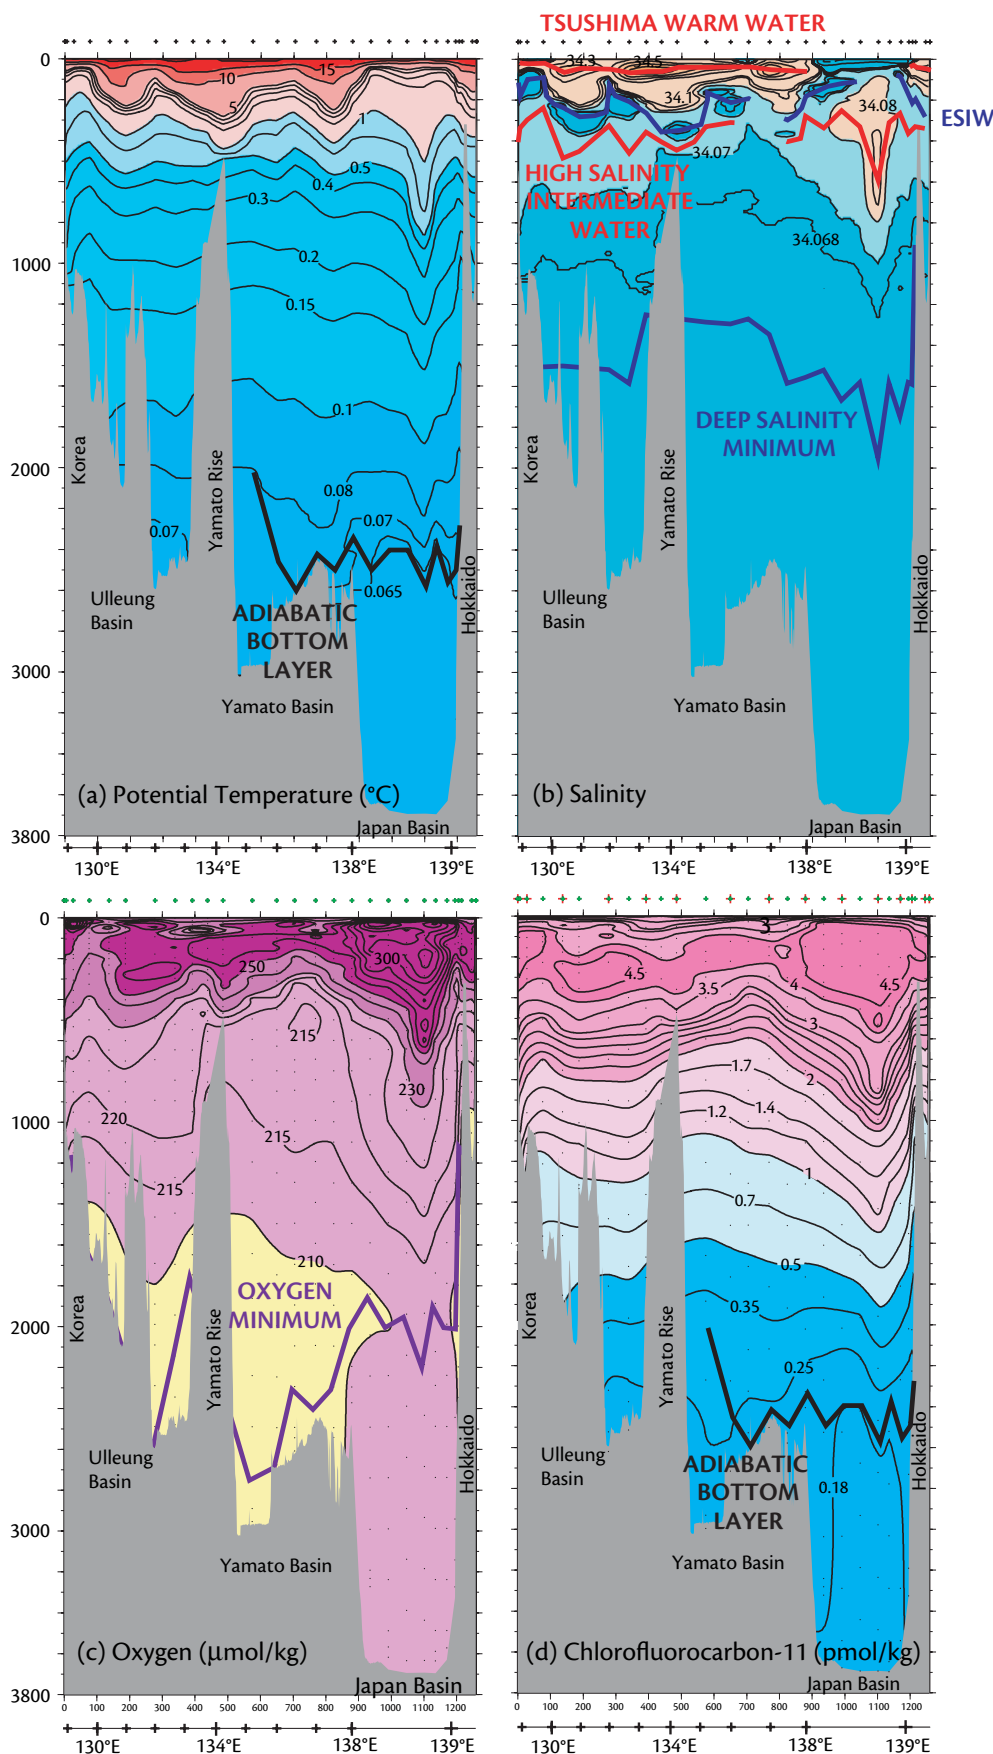 TSUSHIMA WARM WATER
0
15
10
5
1
0.5
0.4
0.3
0.2
0.15
0.1
0.08
0.07
0.07
0.065
1000
2000
3000
3800
Korea
Yamato Rise
Hokkaido
Ulleung
Basin
ADIABATIC
BOTTOM
LAYER
Yamato Basin
(a) Potential Temperature (°C)
Japan Basin
130°E
134°E
138°E
139°E
34.3
34.5
34.1
34.08
ESIW
34.07
HIGH SALINITY
INTERMEDIATE
WATER
34.068
DEEP SALINITY
MINIMUM
Korea
Yamato Rise
Hokkaido
Ulleung
Basin
Yamato Basin
(b) Salinity
Japan Basin
130°E
134°E
138°E
139°E
0
300
250
215
230
220
215
215
210
1000
2000
3000
3800
OXYGEN
MINIMUM
Korea
Yamato Rise
Hokkaido
Ulleung
Basin
Yamato Basin
(c) Oxygen (μmol/kg)
Japan Basin
0 100 200 300 400 500 600 700 800 900 1000 1100 1200
130°E
134°E
138°E
139°E
3
4.5
3.5
4
4.5
3
1.7
2
1.2
1.4
1
0.7
0.5
0.35
0.25
0.18
Korea
Yamato Rise
Hokkaido
Ulleung
Basin
ADIABATIC
BOTTOM
LAYER
Yamato Basin
(d) Chlorofluorocarbon-11 (pmol/kg)
Japan Basin
0 100 200 300 400 500 600 700 800 900 1000 1100 1200
130°E
134°E
138°E
139°E